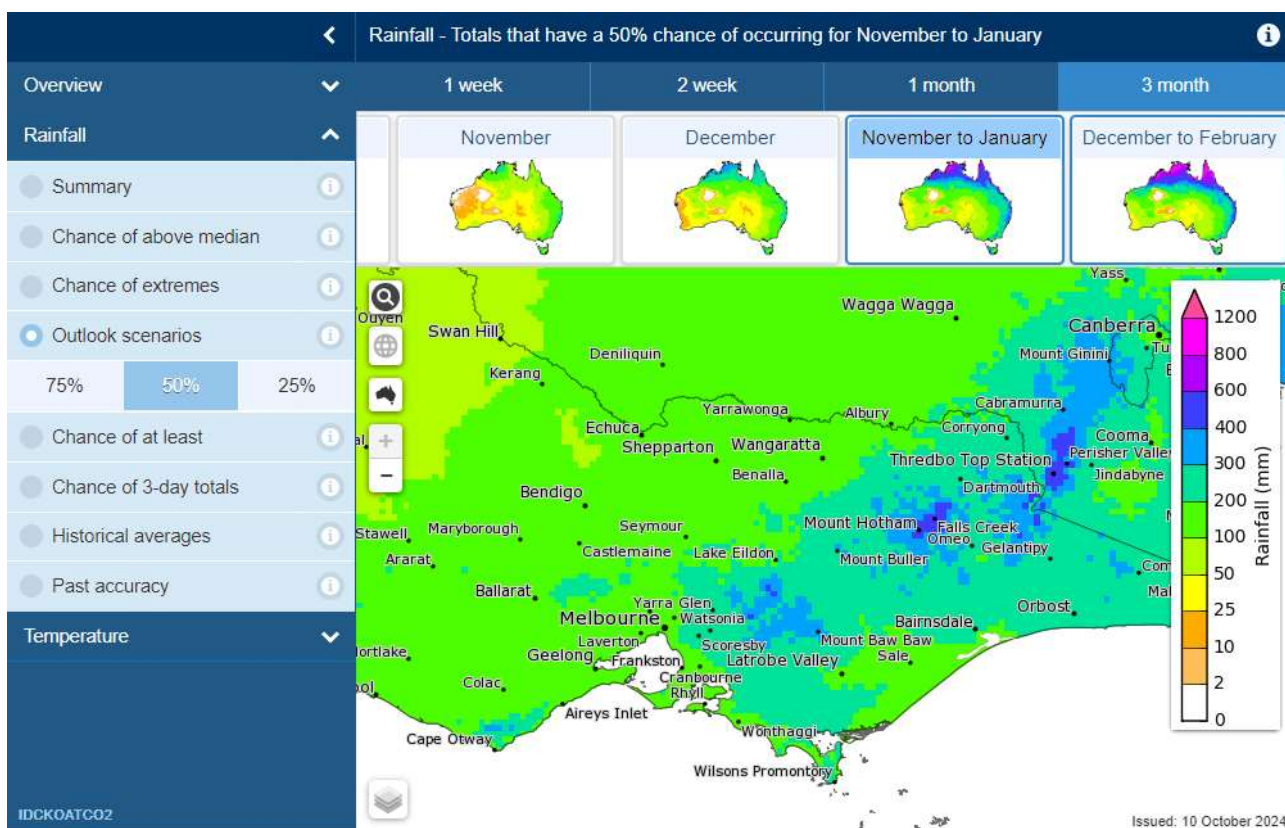 Rainfall - Totals that have a 50% chance of occurring for November to January
Overview
1 week
2 week
1 month
3 month
Rainfall
November
December
November to January
December to February
Summary
Chance of above median
Chance of extremes
Outlook scenarios
75%
50%
25%
Chance of at least
Chance of 3-day totals
Historical averages
Past accuracy
Temperature
IDCKOATCO2
Yass
Wagga Wagga
Ouyen
Swan Hill
Canberra
Tu
Deniliquin
Mount Ginini
Kerang
Cabramurra
Yarrawonga
Albury
Echuca
Corryong
Cooma
Shepparton
Wangaratta
Perisher Valley
Thredbo Top Station
Benalla
Jindabyne
Dartmouth
Bendigo
Mount Hotham
Falls Creek
Stawell
Maryborough
Seymour
Omeo
Gelantipy
Castlemaine
Lake Eildon
Mount Buller
Ararat
Com
Ballarat
Yarra Glen
Orbost
Melbourne
Watsonia
Bairnsdale
Laverton
Scoresby
Mount Baw Baw
ortlake
Geelong
Frankston
Latrobe Valley
Sale
Cranbourne
Colac
Rhyll
Aireys Inlet
Wonthaggi
Cape Otway
Wilsons Promontory
1200
800
600
400
300
200
100
50
25
10
2
0
Rainfall (mm)
Issued: 10 October 2024